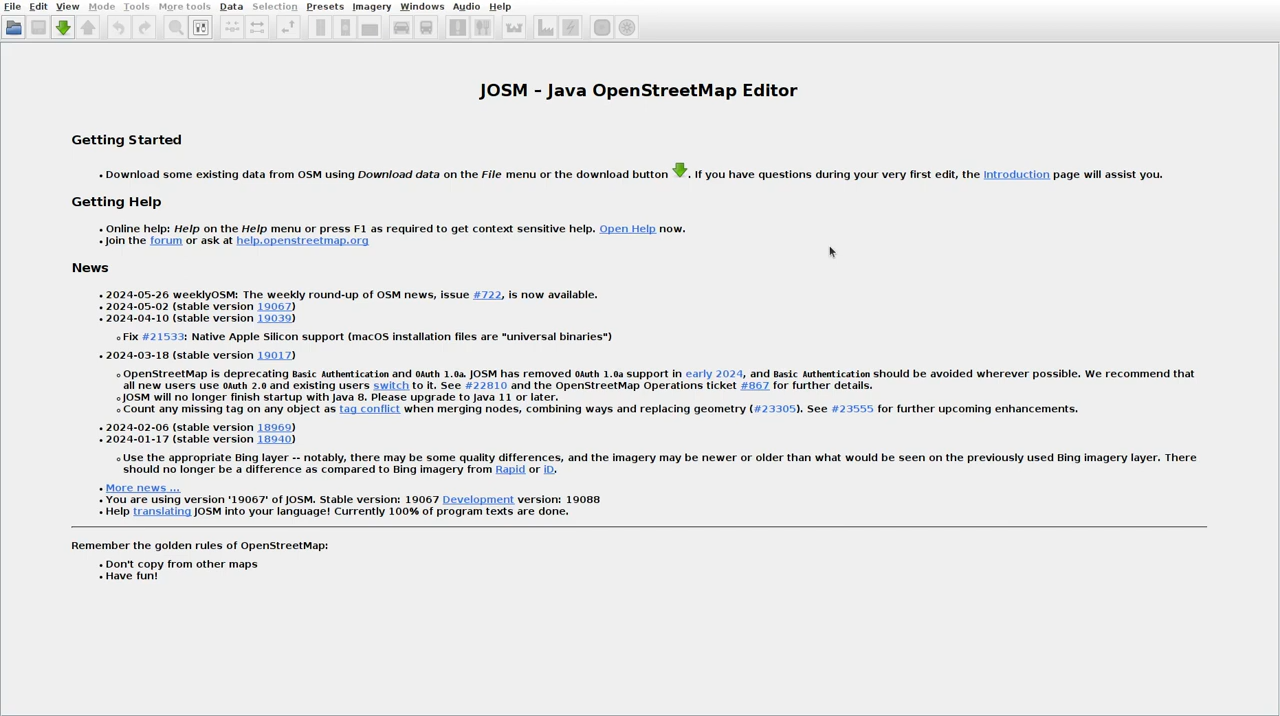 File Edit View Mode Tools More tools Data Selection Presets Imagery Windows Audio Help
JOSM – Java OpenStreetMap Editor
Getting Started
Download some existing data from OSM using Download data on the File menu or the download button . If you have questions during your very first edit, the Introduction page will assist you.
Getting Help
Online help: Help on the Help menu or press F1 as required to get context sensitive help. Open Help now.
Join the forum or ask at help.openstreetmap.org
News
2024-05-26 weeklyOSM: The weekly round-up of OSM news, issue #722, is now available.
2024-05-02 (stable version 19067)
2024-04-10 (stable version 19039)
Fix #21533: Native Apple Silicon support (macOS installation files are "universal binaries")
2024-03-18 (stable version 19017)
OpenStreetMap is deprecating Basic Authentication and OAuth 1.0a. JOSM has removed OAuth 1.0a support in early 2024, and Basic Authentication should be avoided wherever possible. We recommend that
all new users use OAuth 2.0 and existing users switch to it. See #22810 and the OpenStreetMap Operations ticket #867 for further details.
JOSM will no longer finish startup with Java 8. Please upgrade to Java 11 or later.
Count any missing tag on any object as tag conflict when merging nodes, combining ways and replacing geometry (#23305). See #23555 for further upcoming enhancements.
2024-02-06 (stable version 18969)
2024-01-17 (stable version 18940)
Use the appropriate Bing layer -- notably, there may be some quality differences, and the imagery may be newer or older than what would be seen on the previously used Bing imagery layer. There
should no longer be a difference as compared to Bing imagery from Rapid or iD.
More news ...
You are using version '19067' of JOSM. Stable version: 19067 Development version: 19088
Help translating JOSM into your language! Currently 100% of program texts are done.
Remember the golden rules of OpenStreetMap:
Don't copy from other maps
Have fun!